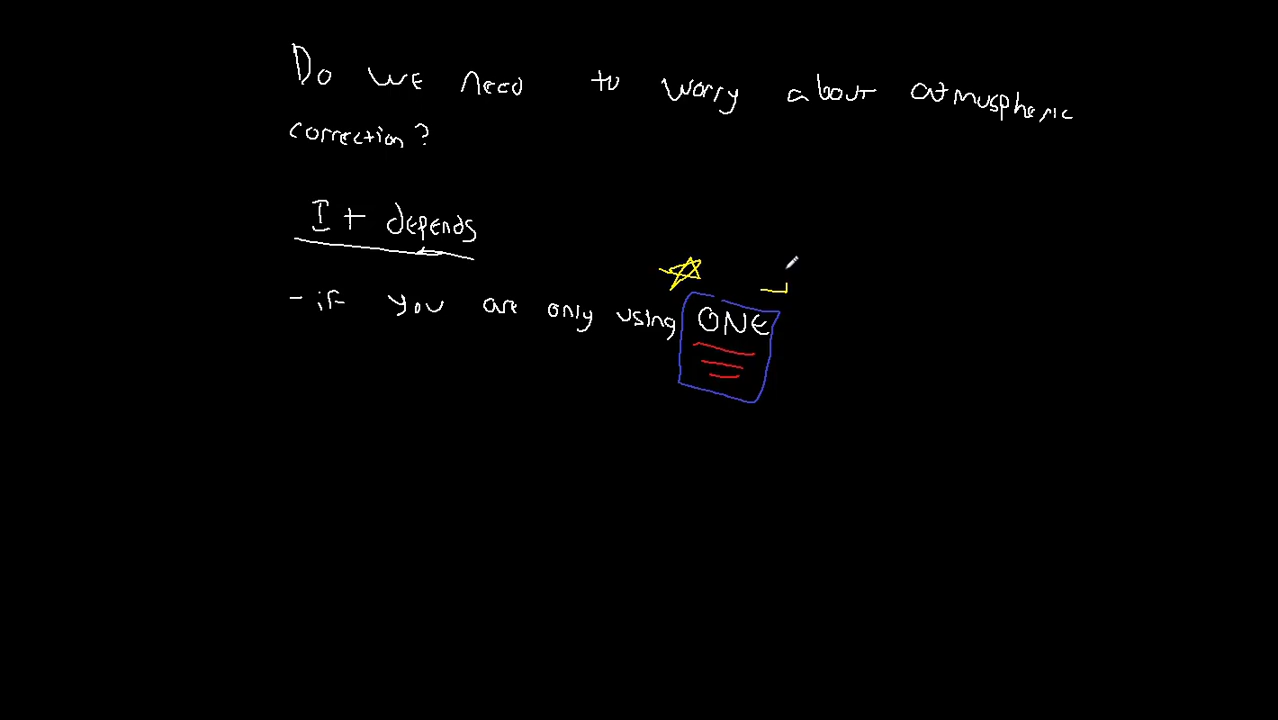 Do we need to worry about atmospheric
correction?
It depends
- if you are only using ONE